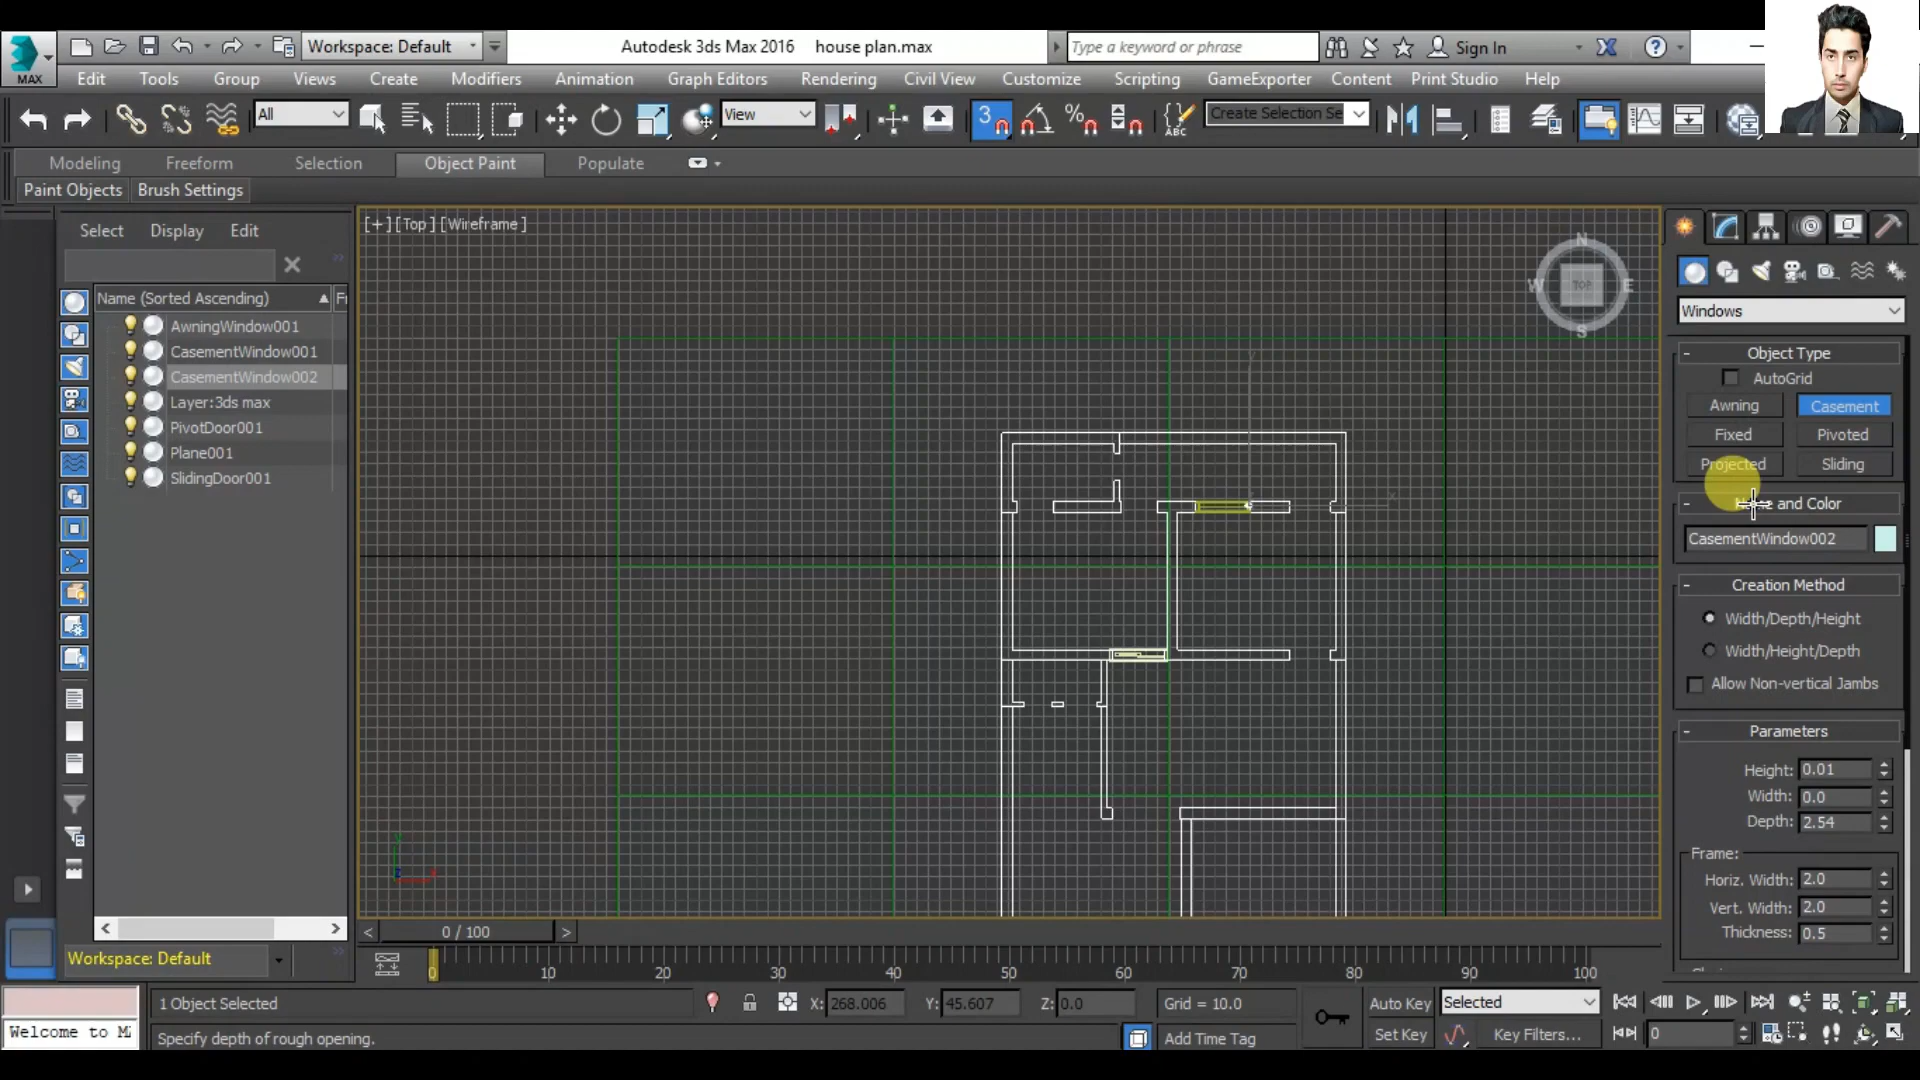 MAX
Workspace: Default
Autodesk 3ds Max 2016 house plan.max
Type a keyword or phrase
Sign In
Edit Tools Group Views Create Modifiers Animation Graph Editors Rendering Civil View Customize Scripting GameExporter Content Print Studio Help
All
View
3
%
ABC
Create Selection Se
Modeling Freeform Selection Object Paint Populate
Paint Objects Brush Settings
Select Display Edit
Name (Sorted Ascending)
AwningWindow001
CasementWindow001
CasementWindow002
Layer:3ds max
PivotDoor001
Plane001
SlidingDoor001
Workspace: Default
[+] [Top] [Wireframe]
N
W TOP E
S
Windows
- Object Type
AutoGrid
Awning Casement
Fixed Pivoted
Projected Sliding
- Name and Color
CasementWindow002
- Creation Method
Width/Depth/Height
Width/Height/Depth
Allow Non-vertical Jambs
- Parameters
Height: 0.01
Width: 0.0
Depth: 2.54
Frame:
Horiz. Width: 2.0
Vert. Width: 2.0
Thickness: 0.5
< 0 / 100 >
0 10 20 30 40 50 60 70 80 90 100
1 Object Selected X: 268.006 Y: 45.607 Z: 0.0 Grid = 10.0 Auto Key Selected
Welcome to M
Specify depth of rough opening. Add Time Tag Set Key Key Filters... 0